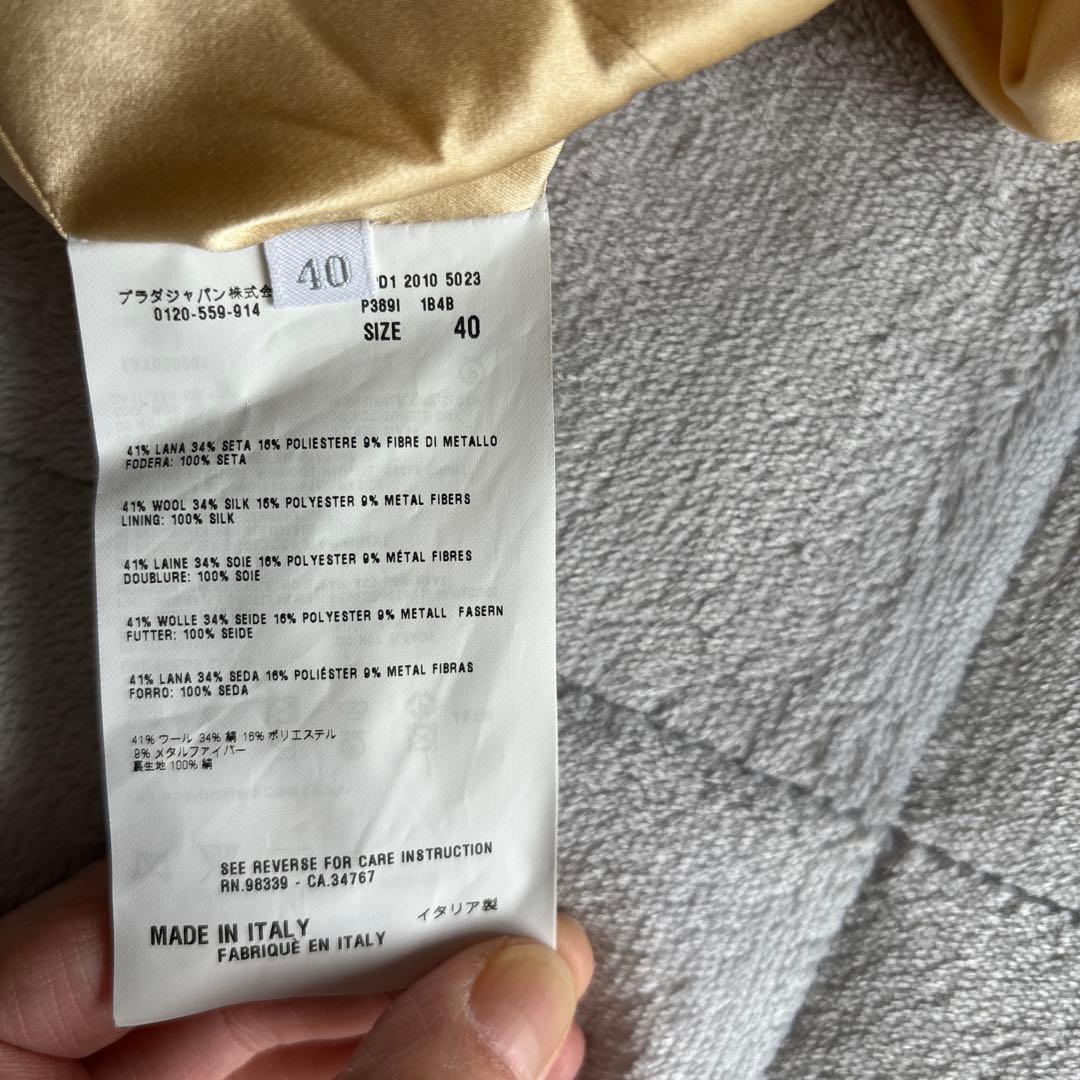 40
プラダジャパン株式会
0120-559-914
PD1 2010 5023
P389I 1B4B
SIZE 40
41% LANA 34% SETA 16% POLIESTERE 9% FIBRE DI METALLO
FODERA: 100% SETA
41% WOOL 34% SILK 16% POLYESTER 9% METAL FIBERS
LINING: 100% SILK
41% LAINE 34% SOIE 16% POLYESTER 9% MÉTAL FIBRES
DOUBLURE: 100% SOIE
41% WOLLE 34% SEIDE 16% POLYESTER 9% METALL FASERN
FUTTER: 100% SEIDE
41% LANA 34% SEDA 16% POLIÉSTER 9% METAL FIBRAS
FORRO: 100% SEDA
41% ウール 34% 絹 16% ポリエステル
9% メタルファイバー
裏生地 100% 絹
SEE REVERSE FOR CARE INSTRUCTION
RN.98339 - CA.34767
イタリア製
MADE IN ITALY
FABRIQUÈ EN ITALY